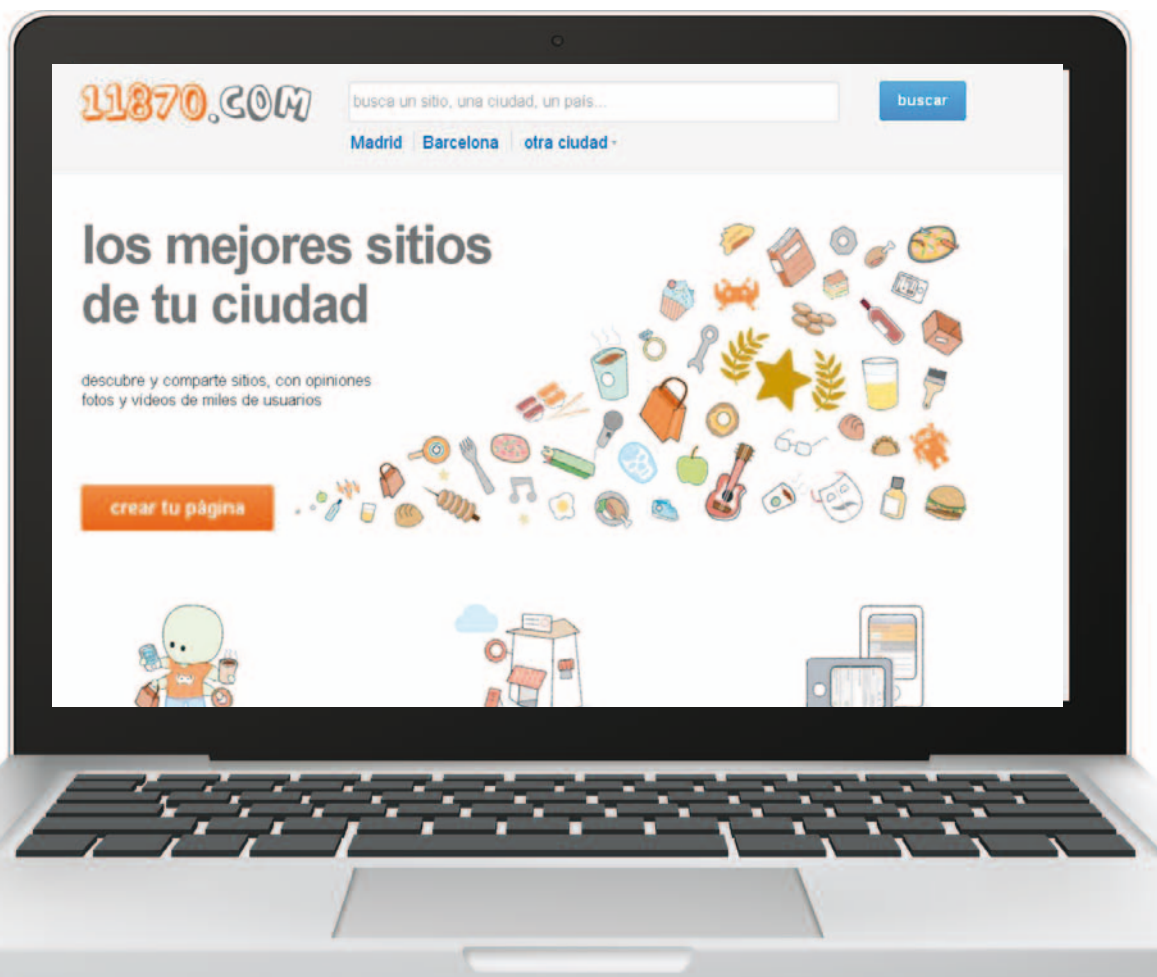 11870.COM
busca un sitio, una ciudad, un país...
buscar
Madrid Barcelona otra ciudad
los mejores sitios
de tu ciudad
descubre y comparte sitios, con opiniones
fotos y vídeos de miles de usuarios
crear tu página